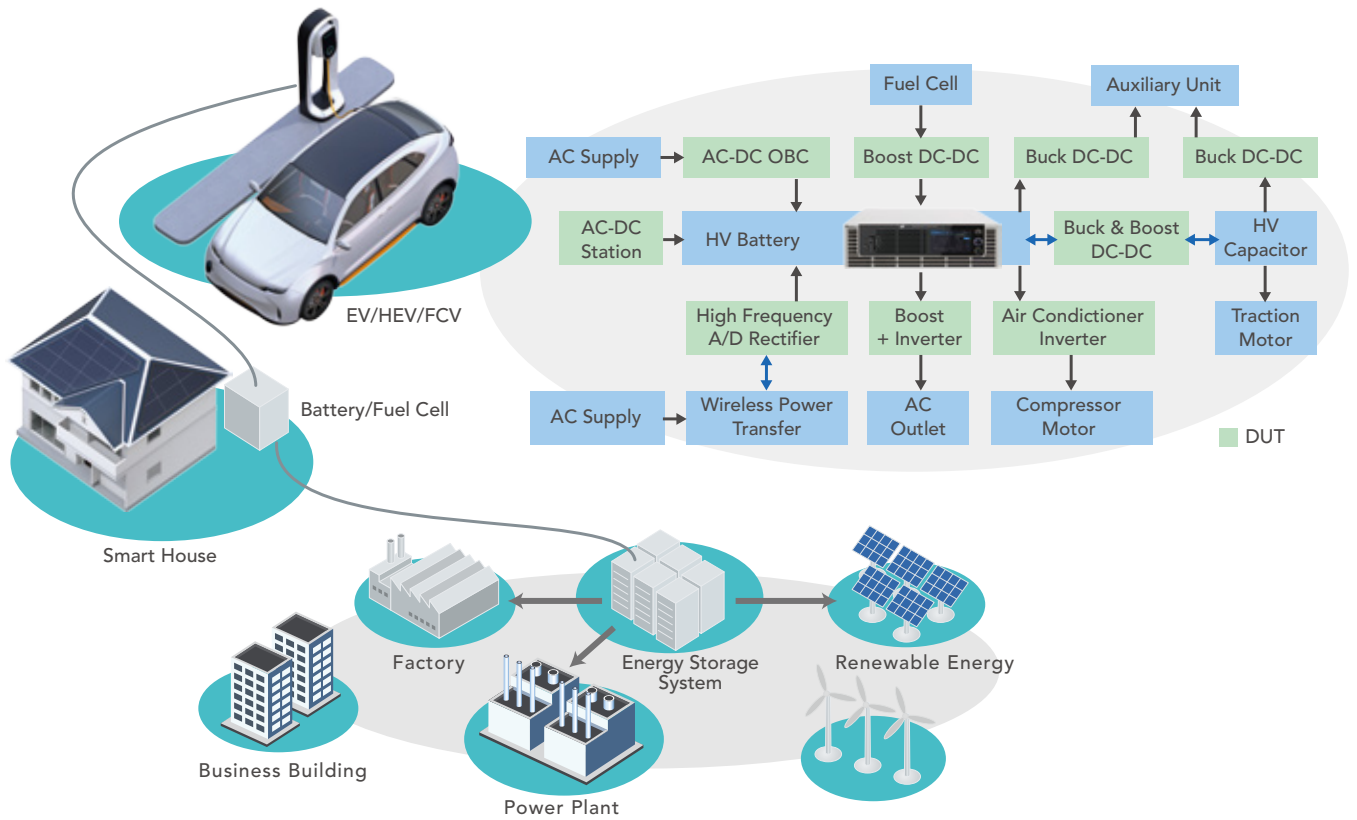 Fuel Cell
Auxiliary Unit
AC Supply
AC-DC OBC
Boost DC-DC
Buck DC-DC
Buck DC-DC
AC-DC
Station
HV Battery
Buck & Boost
DC-DC
HV
Capacitor
EV/HEV/FCV
High Frequency
A/D Rectifier
Boost
+ Inverter
Air Condictioner
Inverter
Traction
Motor
Battery/Fuel Cell
AC Supply
Wireless Power
Transfer
AC
Outlet
Compressor
Motor
DUT
Smart House
Factory
Energy Storage
System
Renewable Energy
Business Building
Power Plant